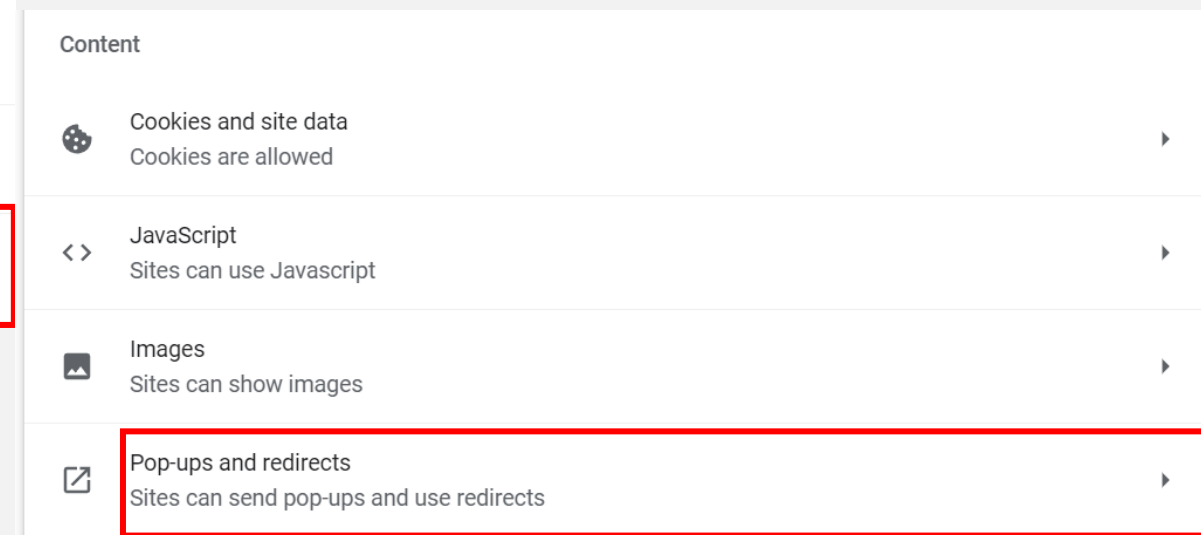 Content
Cookies and site data
Cookies are allowed
JavaScript
Sites can use Javascript
Images
Sites can show images
Pop-ups and redirects
Sites can send pop-ups and use redirects